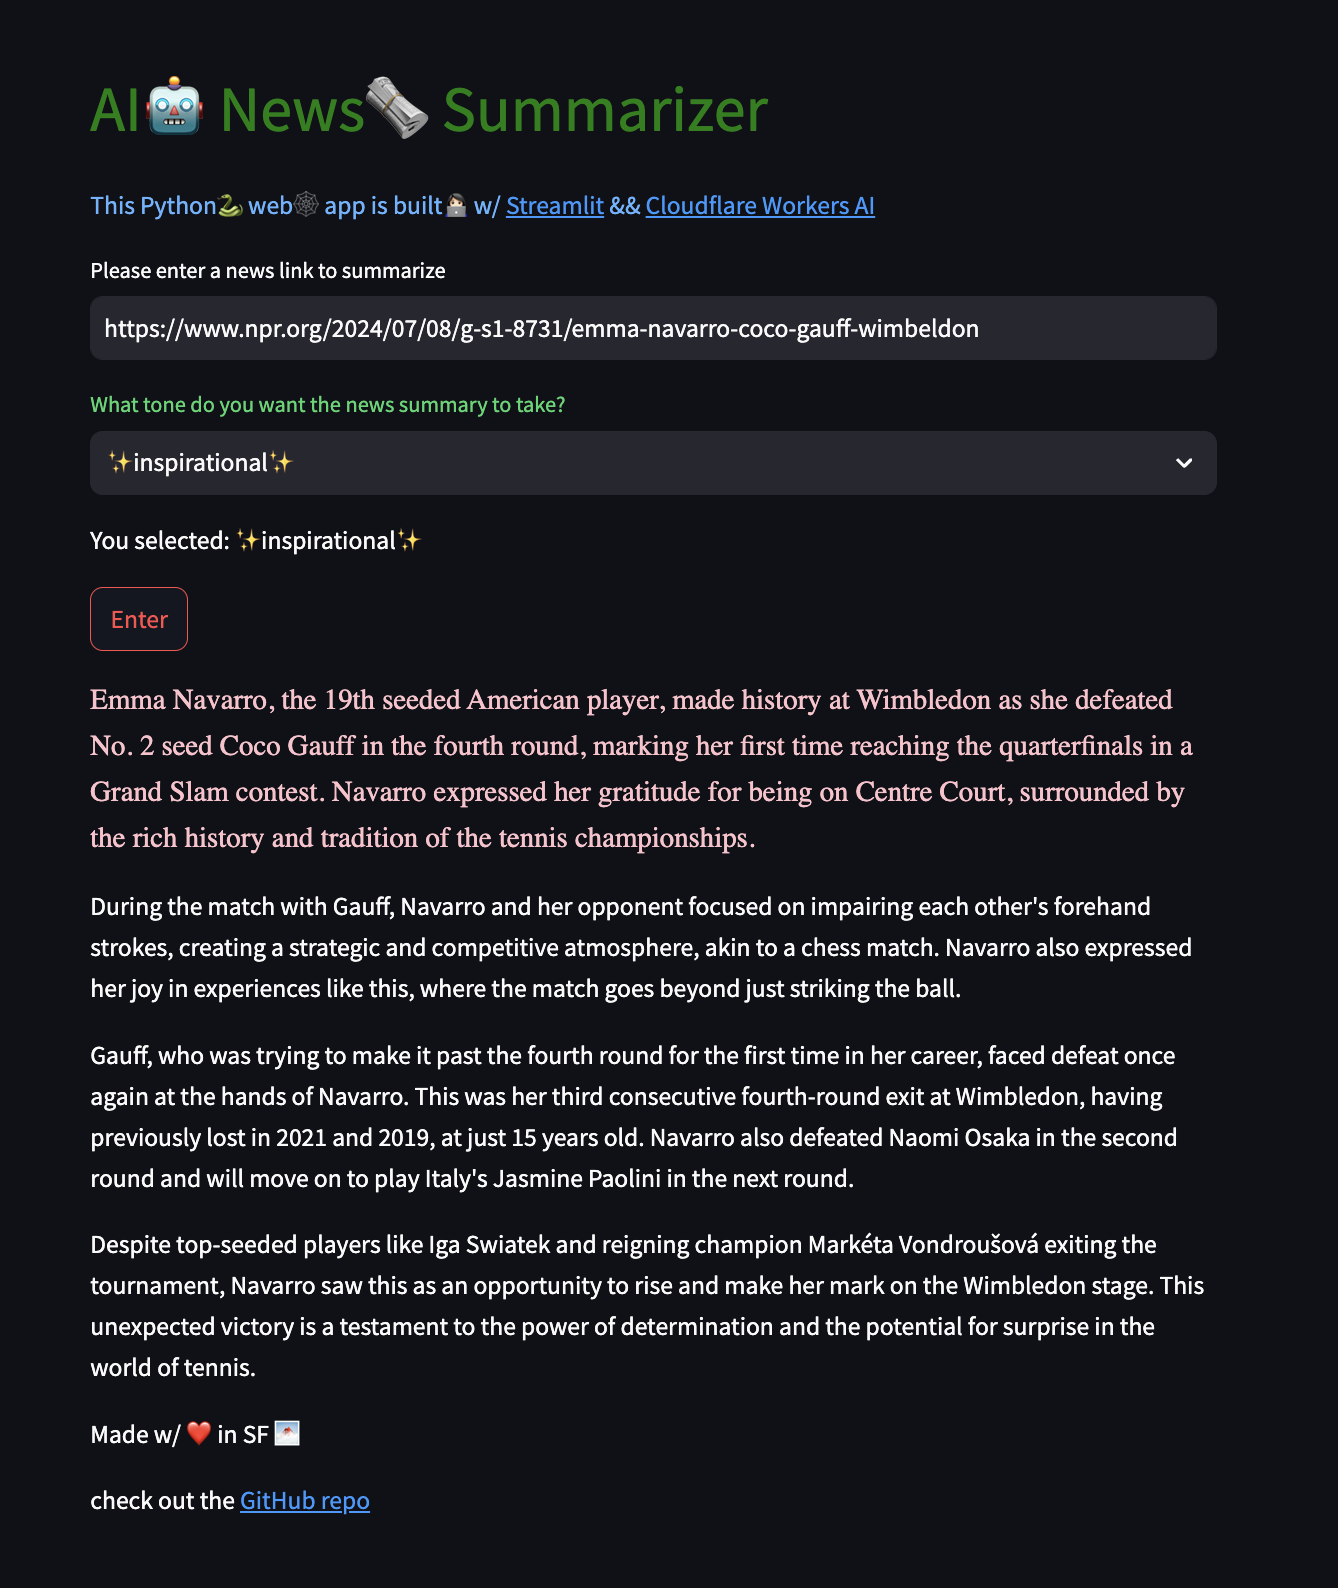 AI🤖 News🗞️ Summarizer
This Python🐍 web🕸️ app is built👩🏻‍💻 w/ Streamlit && Cloudflare Workers AI
Please enter a news link to summarize
https://www.npr.org/2024/07/08/g-s1-8731/emma-navarro-coco-gauff-wimbeldon
What tone do you want the news summary to take?
✨inspirational✨
You selected: ✨inspirational✨
Enter
Emma Navarro, the 19th seeded American player, made history at Wimbledon as she defeated
No. 2 seed Coco Gauff in the fourth round, marking her first time reaching the quarterfinals in a
Grand Slam contest. Navarro expressed her gratitude for being on Centre Court, surrounded by
the rich history and tradition of the tennis championships.
During the match with Gauff, Navarro and her opponent focused on impairing each other's forehand
strokes, creating a strategic and competitive atmosphere, akin to a chess match. Navarro also expressed
her joy in experiences like this, where the match goes beyond just striking the ball.
Gauff, who was trying to make it past the fourth round for the first time in her career, faced defeat once
again at the hands of Navarro. This was her third consecutive fourth-round exit at Wimbledon, having
previously lost in 2021 and 2019, at just 15 years old. Navarro also defeated Naomi Osaka in the second
round and will move on to play Italy's Jasmine Paolini in the next round.
Despite top-seeded players like Iga Swiatek and reigning champion Markéta Vondroušová exiting the
tournament, Navarro saw this as an opportunity to rise and make her mark on the Wimbledon stage. This
unexpected victory is a testament to the power of determination and the potential for surprise in the
world of tennis.
Made w/ ❤️ in SF 🌁
check out the GitHub repo